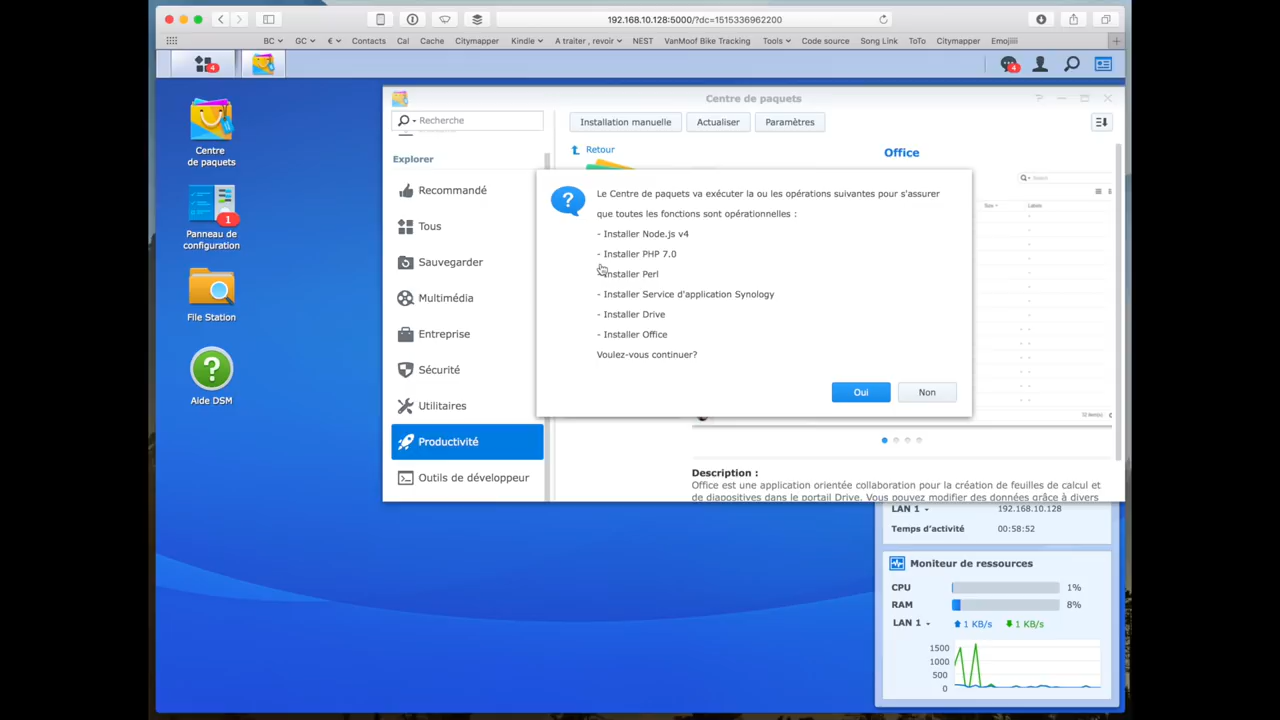 192.168.10.128:5000/?dc=1515336962200
BC GC € Contacts Cal Cache Citymapper Kindle A traiter , revoir NEST VanMoof Bike Tracking Tools Code source Song Link ToTo Citymapper Emojiiii
4
4
Centre de paquets
1
Panneau de configuration
File Station
Aide DSM
Centre de paquets
Recherche
Installation manuelle
Actualiser
Paramètres
Explorer
Recommandé
Tous
Sauvegarder
Multimédia
Entreprise
Sécurité
Utilitaires
Productivité
Outils de développeur
Retour
Office
Search
Size
Labels
Le Centre de paquets va exécuter la ou les opérations suivantes pour s'assurer
que toutes les fonctions sont opérationnelles :
- Installer Node.js v4
- Installer PHP 7.0
Installer Perl
- Installer Service d'application Synology
- Installer Drive
- Installer Office
Voulez-vous continuer?
Oui
Non
Description :
Office est une application orientée collaboration pour la création de feuilles de calcul et
de diapositives dans le portail Drive. Vous pouvez modifier des données grâce à divers
LAN 1 192.168.10.128
Temps d'activité 00:58:52
Moniteur de ressources
CPU 1%
RAM 8%
LAN 1 1 KB/s 1 KB/s
1500
1000
500
0